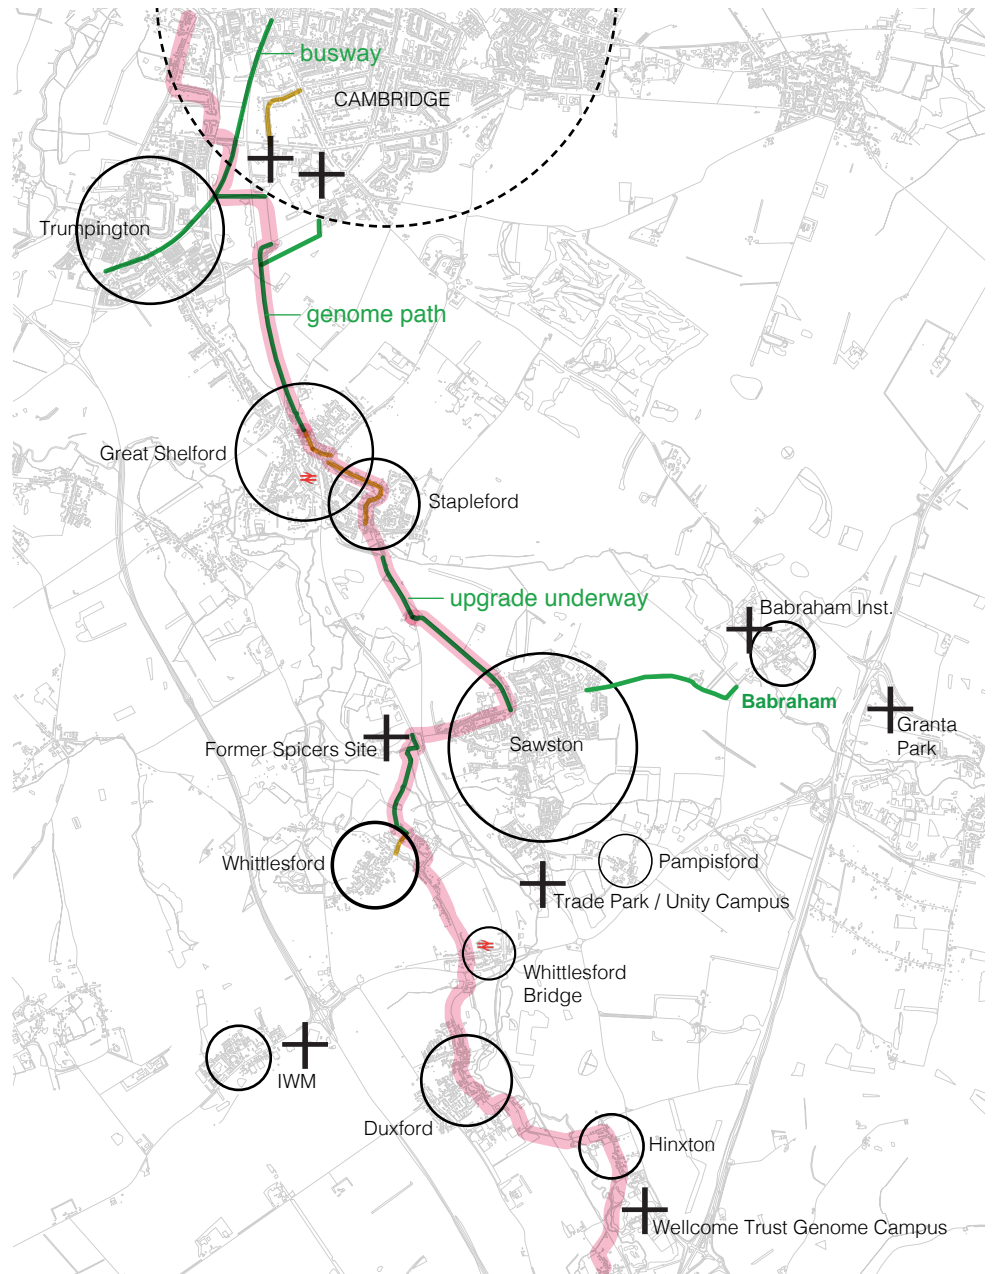 busway
CAMBRIDGE
Trumpington
genome path
Great Shelford
Stapleford
upgrade underway
Babraham Inst.
Babraham
Granta
Park
Former Spicers Site
Sawston
Whittlesford
Pampisford
Trade Park / Unity Campus
Whittlesford
Bridge
IWM
Duxford
Hinxton
Wellcome Trust Genome Campus